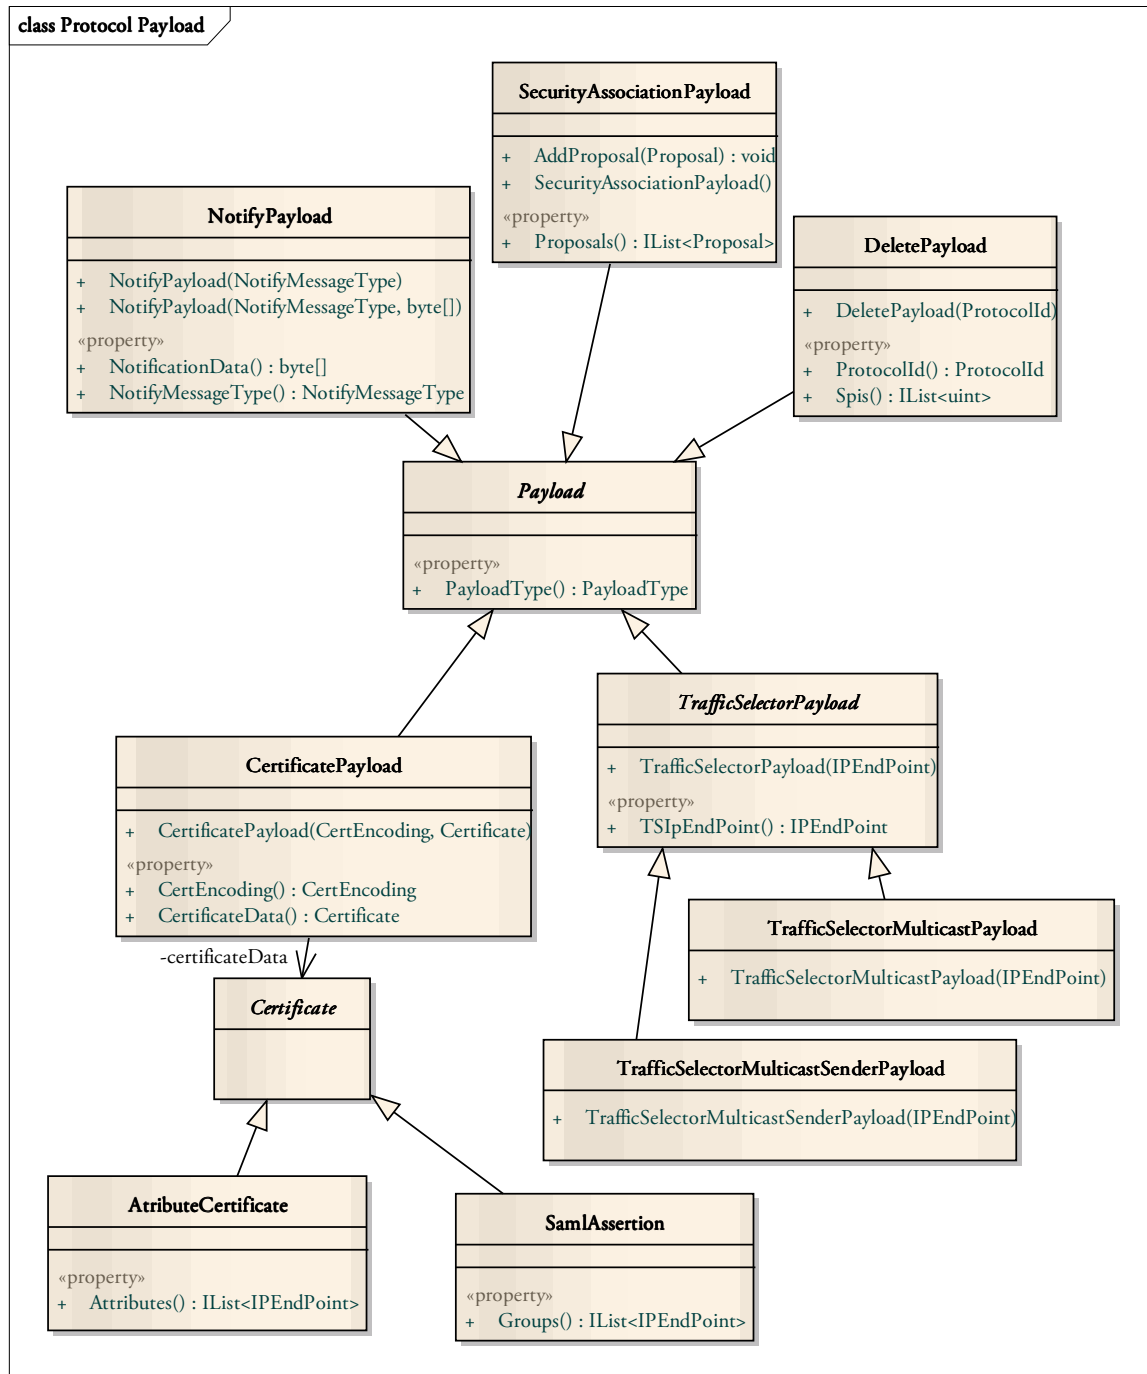 class Protocol Payload
SecurityAssociationPayload
+ AddProposal(Proposal) : void
+ SecurityAssociationPayload()
«property»
+ Proposals() : IList<Proposal>
NotifyPayload
+ NotifyPayload(NotifyMessageType)
+ NotifyPayload(NotifyMessageType, byte[])
«property»
+ NotificationData() : byte[]
+ NotifyMessageType() : NotifyMessageType
DeletePayload
+ DeletePayload(ProtocolId)
«property»
+ ProtocolId() : ProtocolId
+ Spis() : IList<uint>
Payload
«property»
+ PayloadType() : PayloadType
TrafficSelectorPayload
+ TrafficSelectorPayload(IPEndPoint)
«property»
+ TSIpEndPoint() : IPEndPoint
CertificatePayload
+ CertificatePayload(CertEncoding, Certificate)
«property»
+ CertEncoding() : CertEncoding
+ CertificateData() : Certificate
-certificateData
TrafficSelectorMulticastPayload
+ TrafficSelectorMulticastPayload(IPEndPoint)
Certificate
TrafficSelectorMulticastSenderPayload
+ TrafficSelectorMulticastSenderPayload(IPEndPoint)
AtributeCertificate
«property»
+ Attributes() : IList<IPEndPoint>
SamlAssertion
«property»
+ Groups() : IList<IPEndPoint>